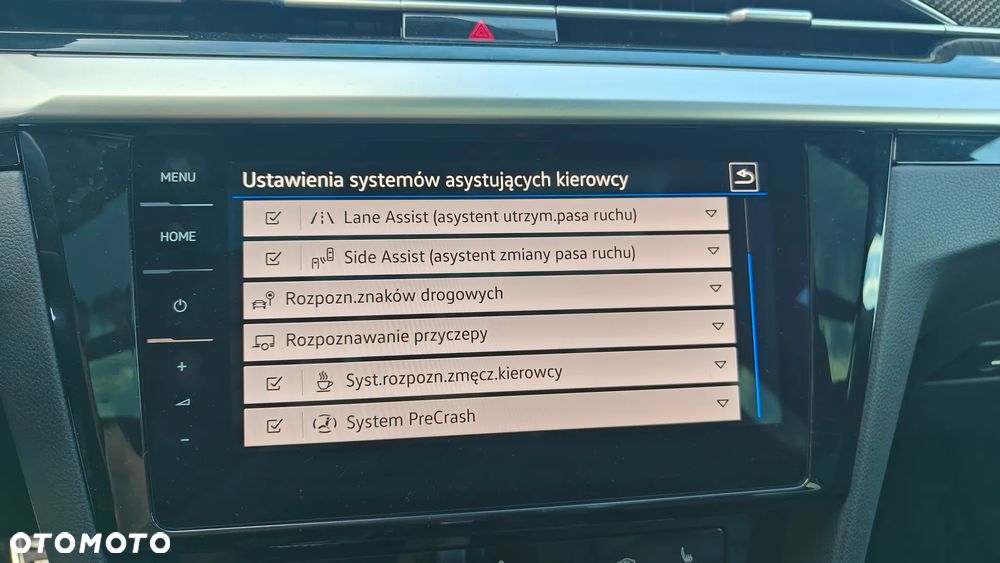 MENU
Ustawienia systemów asystujących kierowcy
Lane Assist (asystent utrzym.pasa ruchu)
HOME
Side Assist (asystent zmiany pasa ruchu)
Rozpozn.znaków drogowych
Rozpoznawanie przyczepy
+
Syst.rozpozn.zmęcz.kierowcy
System PreCrash
-
OTOMOTO